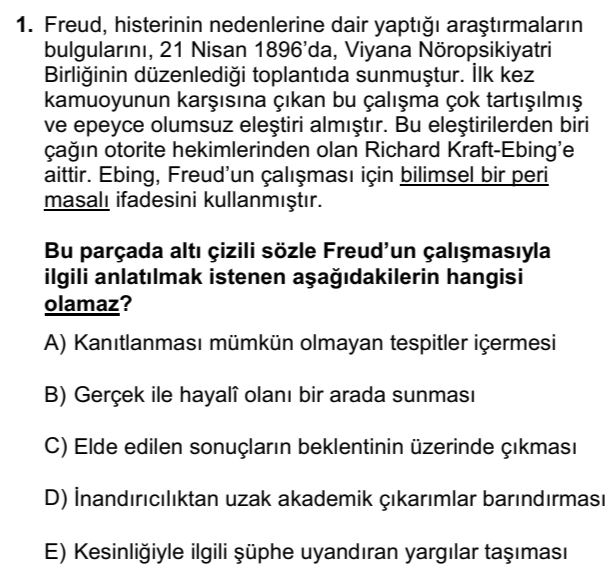 1. Freud, histerinin nedenlerine dair yaptığı araştırmaların
bulgularını, 21 Nisan 1896’da, Viyana Nöropsikiyatri
Birliğinin düzenlediği toplantıda sunmuştur. İlk kez
kamuoyunun karşısına çıkan bu çalışma çok tartışılmış
ve epeyce olumsuz eleştiri almıştır. Bu eleştirilerden biri
çağın otorite hekimlerinden olan Richard Kraft-Ebing’e
aittir. Ebing, Freud’un çalışması için bilimsel bir peri
masalı ifadesini kullanmıştır.
Bu parçada altı çizili sözle Freud’un çalışmasıyla
ilgili anlatılmak istenen aşağıdakilerin hangisi
olamaz?
A) Kanıtlanması mümkün olmayan tespitler içermesi
B) Gerçek ile hayalî olanı bir arada sunması
C) Elde edilen sonuçların beklentinin üzerinde çıkması
D) İnandırıcılıktan uzak akademik çıkarımlar barındırması
E) Kesinliğiyle ilgili şüphe uyandıran yargılar taşıması